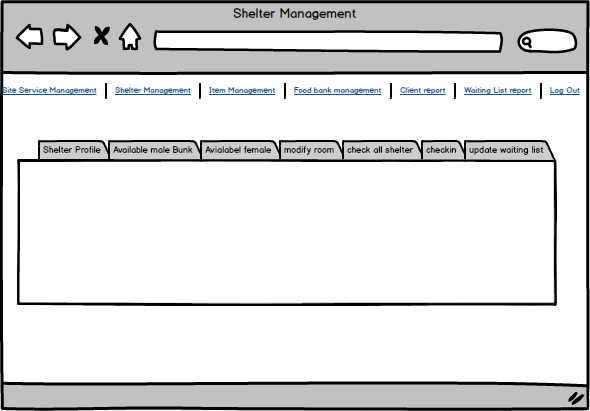 Shelter Management
Site Service Management Shelter Management Item Management Food bank management Client report Waiting List report Log Out
Shelter Profile Available male Bunk Avialabel female modify room check all shelter checkin update waiting list